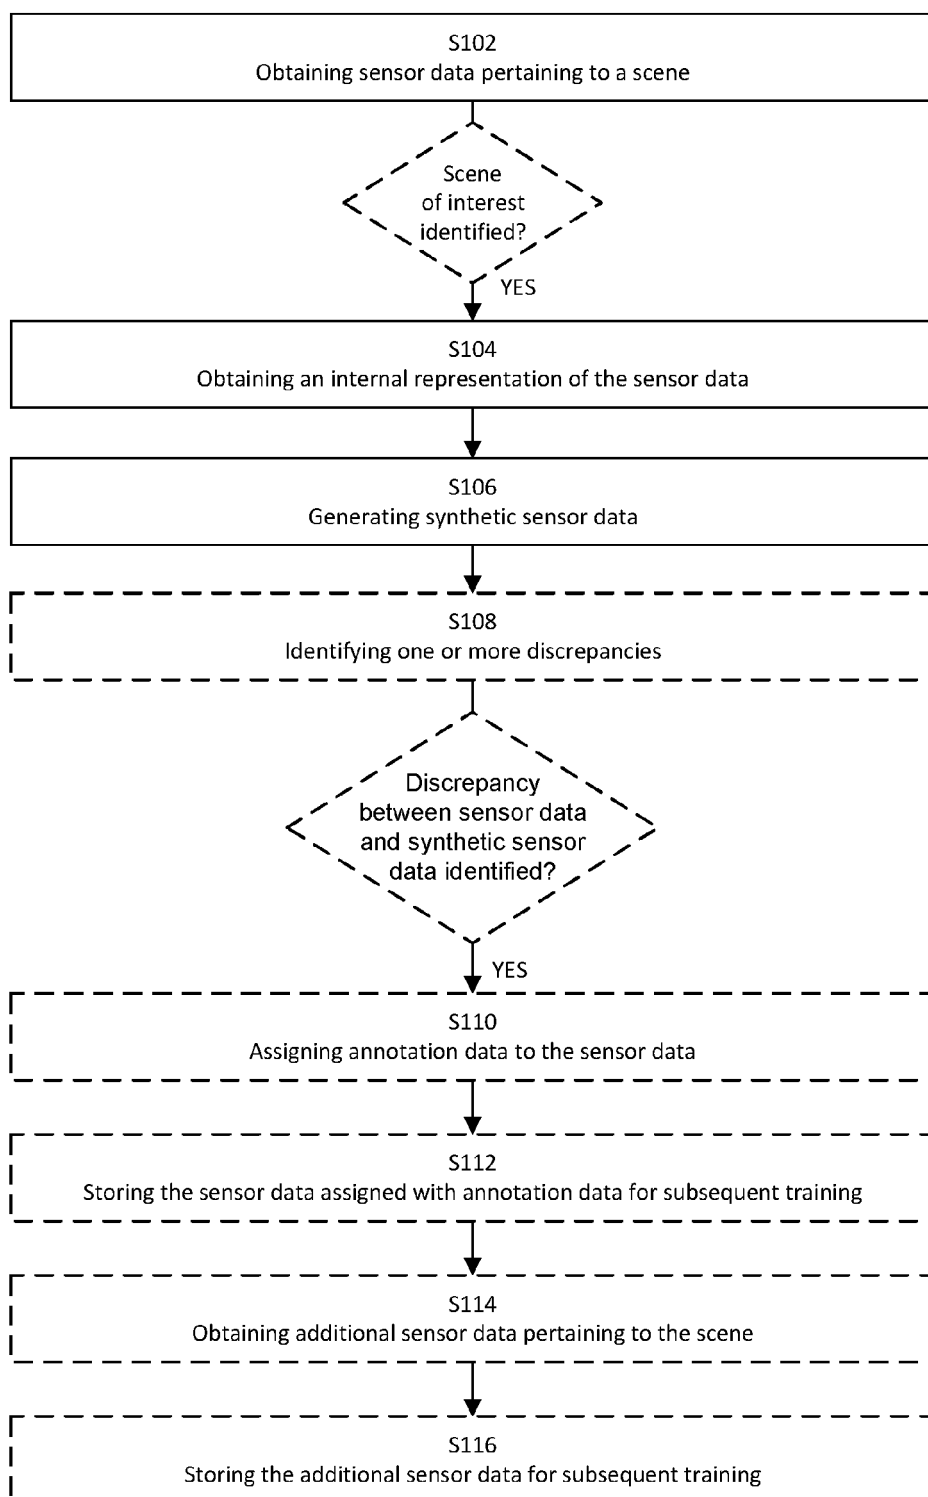 S102
Obtaining sensor data pertaining to a scene
Scene
of interest
identified?
YES
S104
Obtaining an internal representation of the sensor data
S106
Generating synthetic sensor data
S108
Identifying one or more discrepancies
Discrepancy
between sensor data
and synthetic sensor
data identified?
YES
S110
Assigning annotation data to the sensor data
S112
Storing the sensor data assigned with annotation data for subsequent training
S114
Obtaining additional sensor data pertaining to the scene
S116
Storing the additional sensor data for subsequent training